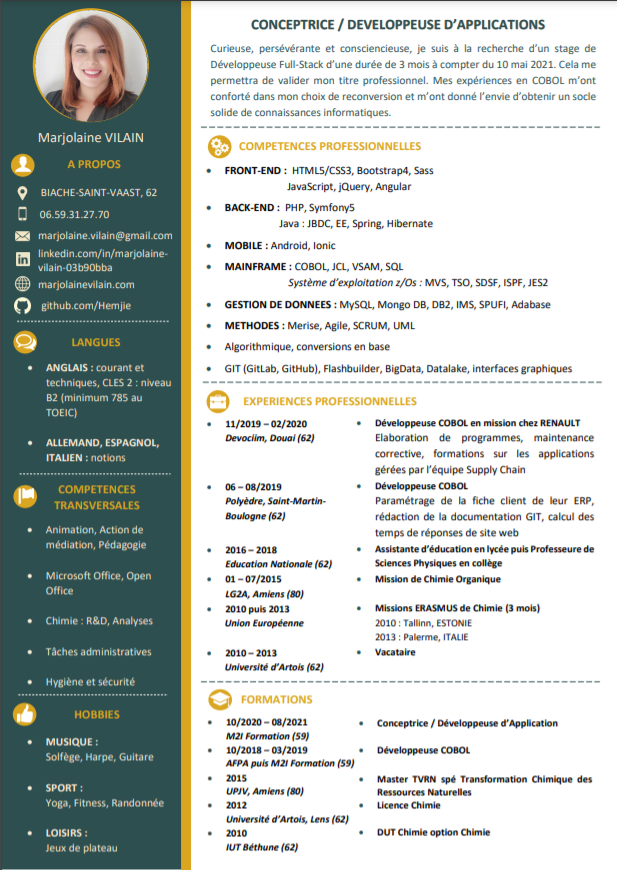 Marjolaine VILAIN
A PROPOS
BIACHE-SAINT-VAAST, 62
06.59.31.27.70
marjolaine.vilain@gmail.com
linkedin.com/in/marjolaine-
vilain-03b90bba
marjolainevilain.com
github.com/Hemjie
LANGUES
• ANGLAIS : courant et
techniques, CLES 2 : niveau
B2 (minimum 785 au
TOEIC)
• ALLEMAND, ESPAGNOL,
ITALIEN : notions
COMPETENCES
TRANSVERSALES
• Animation, Action de
médiation, Pédagogie
• Microsoft Office, Open
Office
• Chimie : R&D, Analyses
• Tâches administratives
• Hygiène et sécurité
HOBBIES
• MUSIQUE :
Solfège, Harpe, Guitare
• SPORT :
Yoga, Fitness, Randonnée
• LOISIRS :
Jeux de plateau
CONCEPTRICE / DEVELOPPEUSE D’APPLICATIONS
Curieuse, persévérante et consciencieuse, je suis à la recherche d’un stage de
Développeuse Full-Stack d’une durée de 3 mois à compter du 10 mai 2021. Cela me
permettra de valider mon titre professionnel. Mes expériences en COBOL m’ont
conforté dans mon choix de reconversion et m’ont donné l’envie d’obtenir un socle
solide de connaissances informatiques.
COMPETENCES PROFESSIONNELLES
• FRONT-END : HTML5/CSS3, Bootstrap4, Sass
JavaScript, jQuery, Angular
• BACK-END : PHP, Symfony5
Java : JBDC, EE, Spring, Hibernate
• MOBILE : Android, Ionic
• MAINFRAME : COBOL, JCL, VSAM, SQL
Système d’exploitation z/Os : MVS, TSO, SDSF, ISPF, JES2
• GESTION DE DONNEES : MySQL, Mongo DB, DB2, IMS, SPUFI, Adabase
• METHODES : Merise, Agile, SCRUM, UML
• Algorithmique, conversions en base
• GIT (GitLab, GitHub), Flashbuilder, BigData, Datalake, interfaces graphiques
EXPERIENCES PROFESSIONNELLES
• 11/2019 – 02/2020 • Développeuse COBOL en mission chez RENAULT
Devoclim, Douai (62) Elaboration de programmes, maintenance
corrective, formations sur les applications
gérées par l’équipe Supply Chain
• 06 – 08/2019 • Développeuse COBOL
Polyèdre, Saint-Martin- Paramétrage de la fiche client de leur ERP,
Boulogne (62) rédaction de la documentation GIT, calcul des
temps de réponses de site web
• 2016 – 2018 • Assistante d’éducation en lycée puis Professeure de
Education Nationale (62) Sciences Physiques en collège
• 01 – 07/2015 • Mission de Chimie Organique
LG2A, Amiens (80)
• 2010 puis 2013 • Missions ERASMUS de Chimie (3 mois)
Union Européenne 2010 : Tallinn, ESTONIE
2013 : Palerme, ITALIE
• 2010 – 2013 • Vacataire
Université d’Artois (62)
FORMATIONS
• 10/2020 – 08/2021 • Conceptrice / Développeuse d’Application
M2I Formation (59)
• 10/2018 – 03/2019 • Développeuse COBOL
AFPA puis M2I Formation (59)
• 2015 • Master TVRN spé Transformation Chimique des
UPJV, Amiens (80) Ressources Naturelles
• 2012 • Licence Chimie
Université d’Artois, Lens (62)
• 2010 • DUT Chimie option Chimie
IUT Béthune (62)